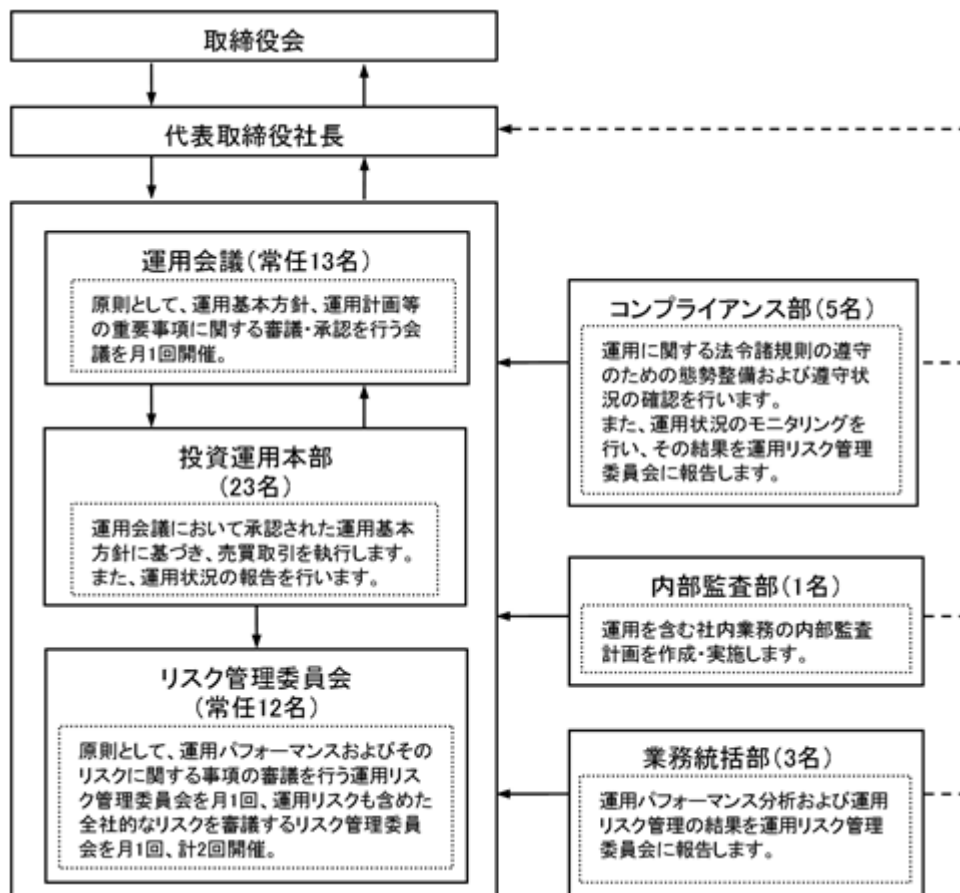 取締役会
代表取締役社長
運用会議(常任13名)
原則として、運用基本方針、運用計画等
の重要事項に関する審議・承認を行う会
議を月1回開催。
投資運用本部
(23名)
運用会議において承認された運用基本
方針に基づき、売買取引を執行します。
また、運用状況の報告を行います。
リスク管理委員会
(常任12名)
原則として、運用パフォーマンスおよびその
リスクに関する事項の審議を行う運用リス
ク管理委員会を月1回、運用リスクも含めた
全社的なリスクを審議するリスク管理委員
会を月1回、計2回開催。
コンプライアンス部(5名)
運用に関する法令諸規則の遵守
のための態勢整備および遵守状
況の確認を行います。
また、運用状況のモニタリングを
行い、その結果を運用リスク管理
委員会に報告します。
内部監査部(1名)
運用を含む社内業務の内部監査
計画を作成・実施します。
業務統括部(3名)
運用パフォーマンス分析および運用
リスク管理の結果を運用リスク管理
委員会に報告します。